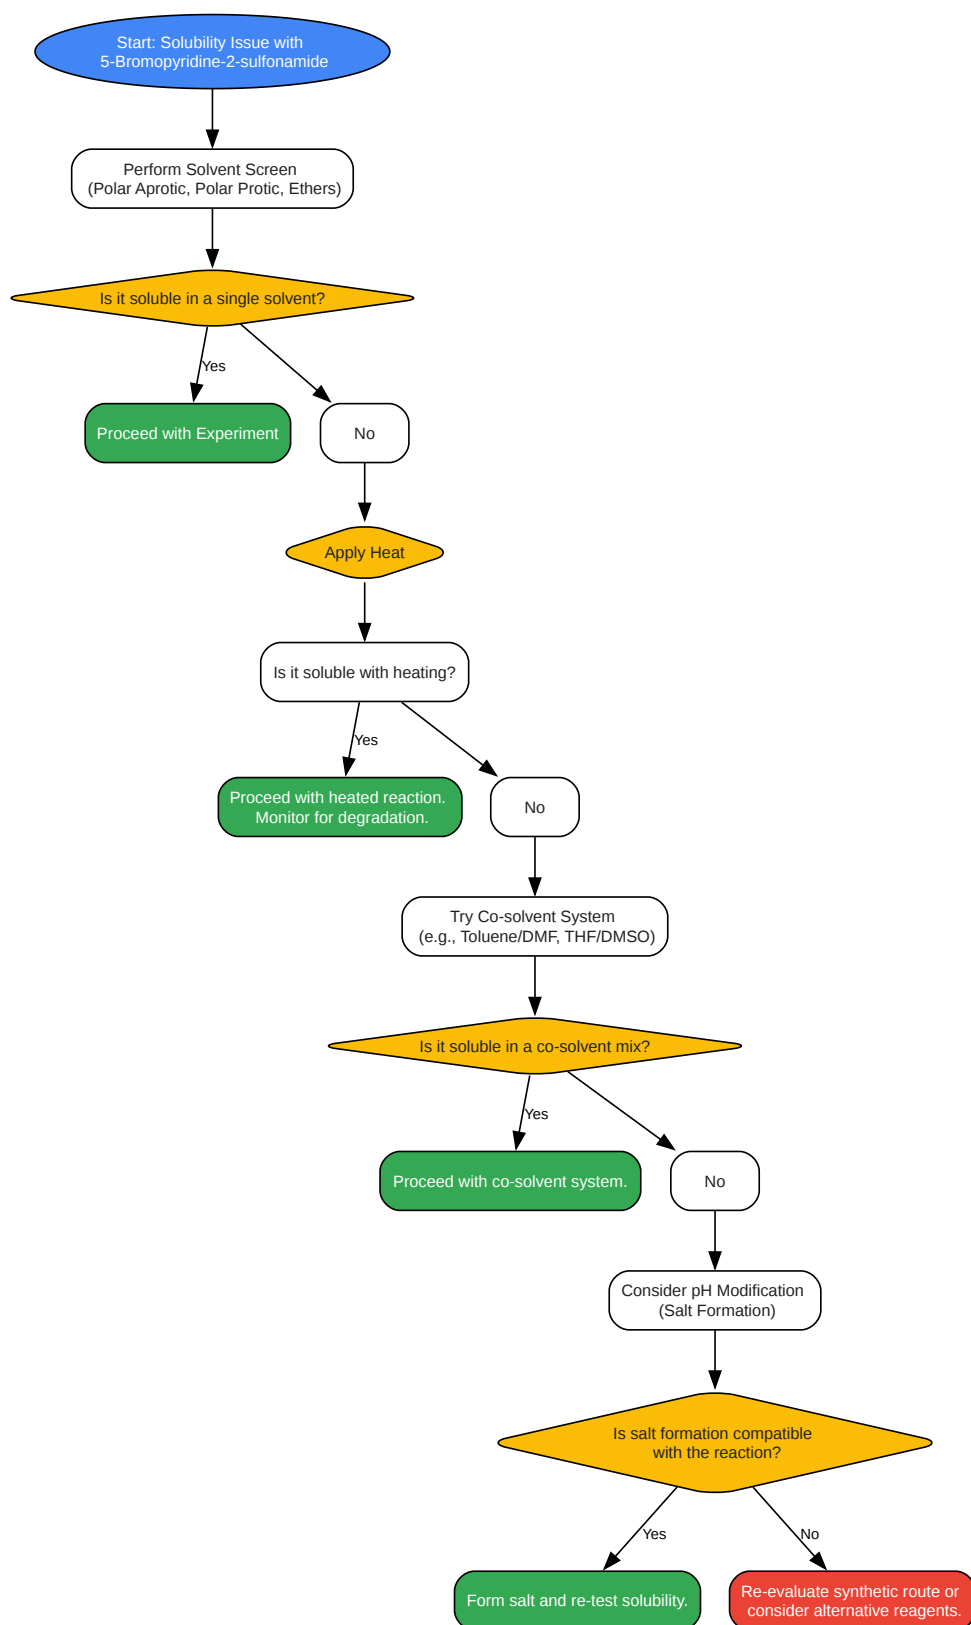 Start: Solubility Issue with
5-Bromopyridine-2-sulfonamide
Perform Solvent Screen
(Polar Aprotic, Polar Protic, Ethers)
Is it soluble in a single solvent?
Yes
Proceed with Experiment
No
Apply Heat
Is it soluble with heating?
Yes
Proceed with heated reaction.
Monitor for degradation.
No
Try Co-solvent System
(e.g., Toluene/DMF, THF/DMSO)
Is it soluble in a co-solvent mix?
Yes
Proceed with co-solvent system.
No
Consider pH Modification
(Salt Formation)
Is salt formation compatible
with the reaction?
Yes
No
Form salt and re-test solubility.
Re-evaluate synthetic route or
consider alternative reagents.